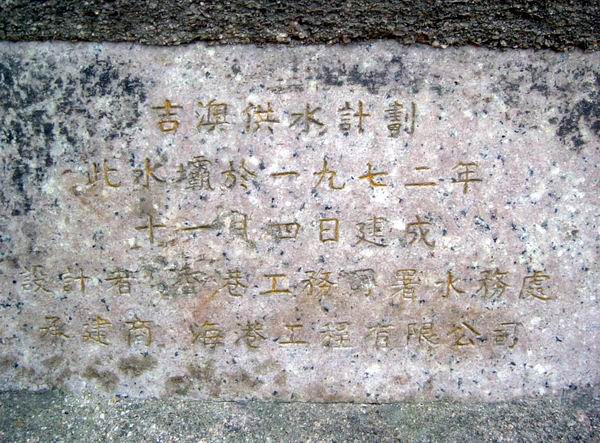 吉澳供水計劃
此水壩於一九七二年
十一月四日建成
設計者 香港工務司署水務處
承建商 海港工程有限公司